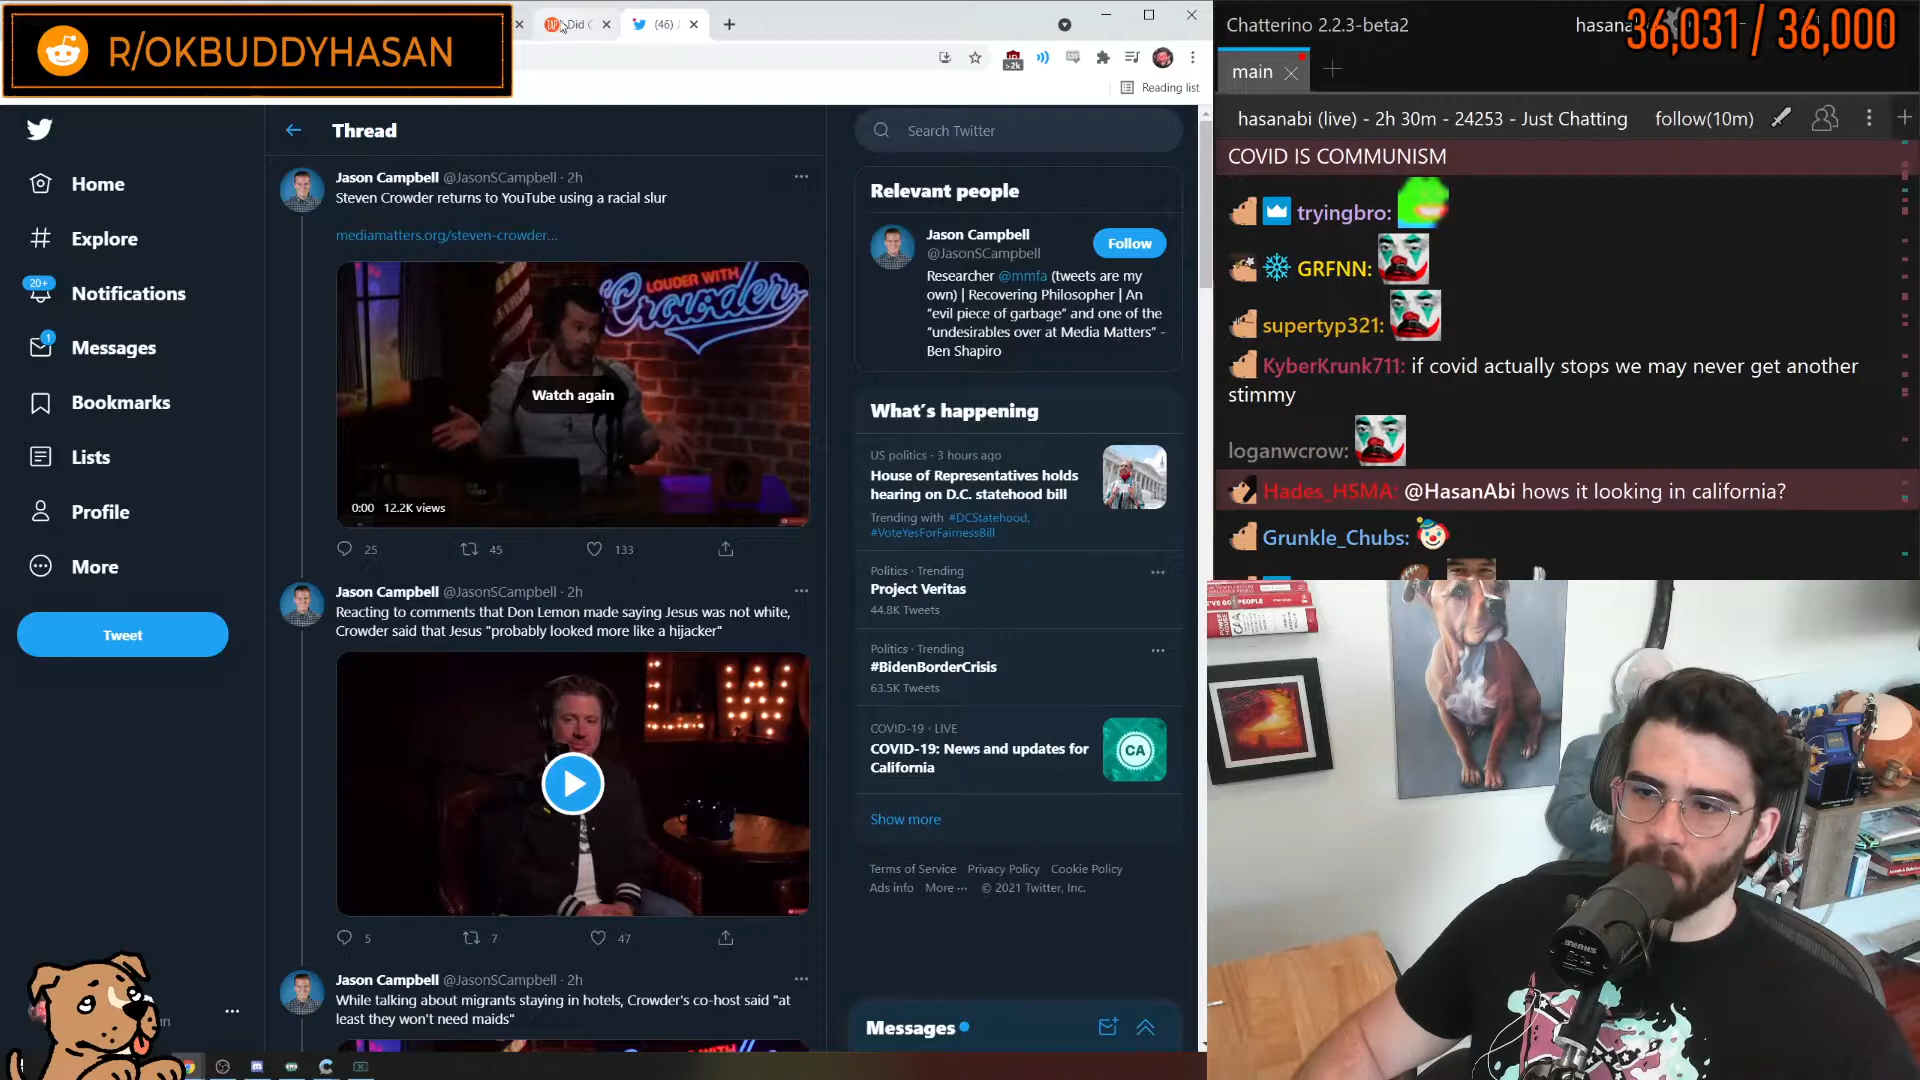 R/OKBUDDYHASAN
Did
(46)
>2k
Reading list
Home
Explore
20+
Notifications
1
Messages
Bookmarks
Lists
Profile
More
Tweet
Thread
Jason Campbell @JasonSCampbell · 2h
Steven Crowder returns to YouTube using a racial slur
mediamatters.org/steven-crowder...
LOUDER WITH
Crowder
Watch again
0:00 12.2K views
25 45 133
Jason Campbell @JasonSCampbell · 2h
Reacting to comments that Don Lemon made saying Jesus was not white,
Crowder said that Jesus "probably looked more like a hijacker"
L W
5 7 47
Jason Campbell @JasonSCampbell · 2h
While talking about migrants staying in hotels, Crowder's co-host said "at
least they won't need maids"
Search Twitter
Relevant people
Jason Campbell
@JasonSCampbell
Follow
Researcher @mmfa (tweets are my
own) | Recovering Philosopher | An
“evil piece of garbage” and one of the
“undesirables over at Media Matters” -
Ben Shapiro
What's happening
US politics · 3 hours ago
House of Representatives holds
hearing on D.C. statehood bill
Trending with #DCStatehood,
#VoteYesForFairnessBill
Politics · Trending
Project Veritas
44.8K Tweets
Politics · Trending
#BidenBorderCrisis
63.5K Tweets
COVID-19 · LIVE
COVID-19: News and updates for
California
CA
Show more
Terms of Service Privacy Policy Cookie Policy
Ads info More ··· © 2021 Twitter, Inc.
Messages
Chatterino 2.2.3-beta2
hasana
36,031 / 36,000
main
hasanabi (live) - 2h 30m - 24253 - Just Chatting follow(10m)
COVID IS COMMUNISM
tryingbro:
GRFNN:
supertyp321:
KyberKrunk711: if covid actually stops we may never get another
stimmy
loganwcrow:
Hades_HSMA: @HasanAbi hows it looking in california?
Grunkle_Chubs:
SHURE